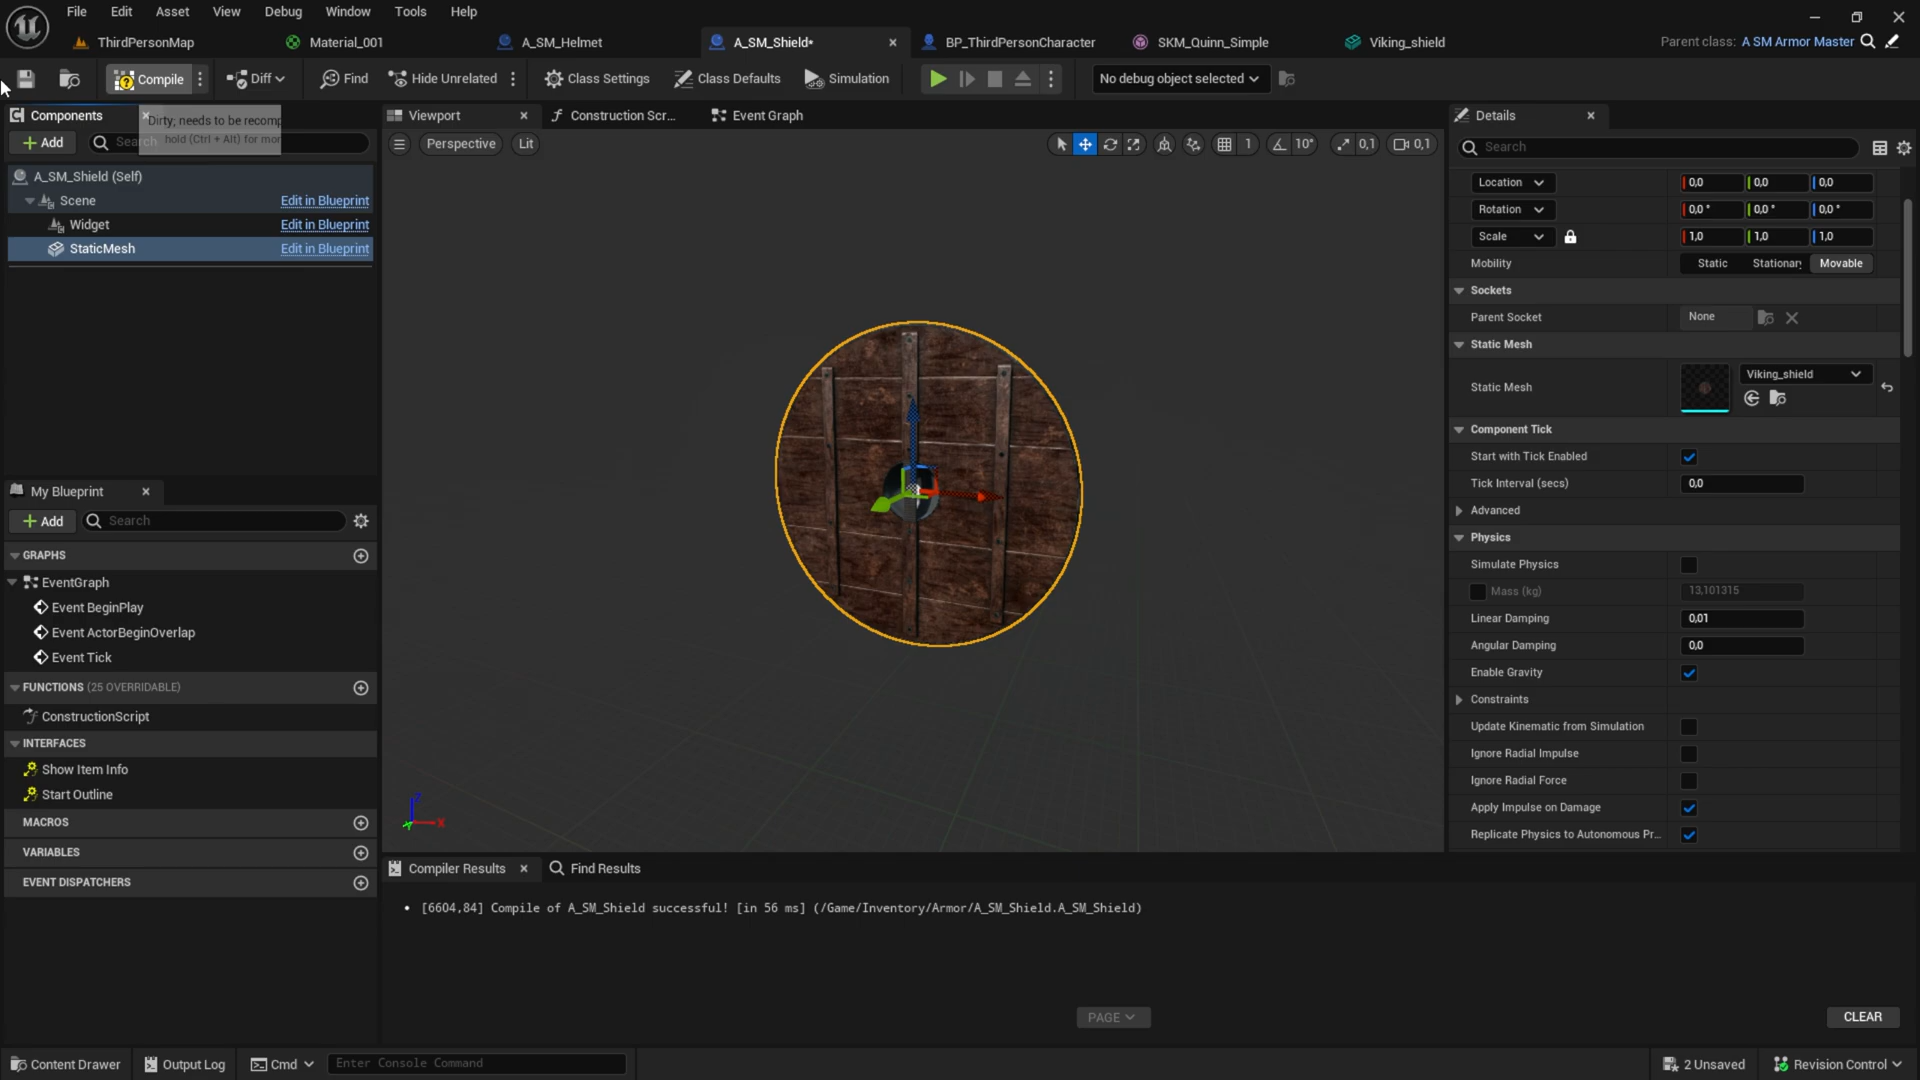 File Edit Asset View Debug Window Tools Help
ThirdPersonMap Material_001 A_SM_Helmet A_SM_Shield* BP_ThirdPersonCharacter SKM_Quinn_Simple Viking_shield Parent class: A SM Armor Master
Compile Diff Find Hide Unrelated Class Settings Class Defaults Simulation No debug object selected
Components Viewport Construction Scr... Event Graph Details
Dirty; needs to be recomp
hold (Ctrl + Alt) for mor
Add Search Perspective Lit 1 10° 0,1 0,1 Search
A_SM_Shield (Self)
Scene Edit in Blueprint
Widget Edit in Blueprint
StaticMesh Edit in Blueprint
Location 0,0 0,0 0,0
Rotation 0,0 ° 0,0 ° 0,0 °
Scale 1,0 1,0 1,0
Mobility Static Stationary Movable
Sockets
Parent Socket None
Static Mesh
Static Mesh Viking_shield
Component Tick
Start with Tick Enabled
Tick Interval (secs) 0,0
Advanced
Physics
Simulate Physics
Mass (kg) 13,101315
Linear Damping 0,01
Angular Damping 0,0
Enable Gravity
Constraints
Update Kinematic from Simulation
Ignore Radial Impulse
Ignore Radial Force
Apply Impulse on Damage
Replicate Physics to Autonomous Pr...
My Blueprint
Add Search
GRAPHS
EventGraph
Event BeginPlay
Event ActorBeginOverlap
Event Tick
FUNCTIONS (25 OVERRIDABLE)
ConstructionScript
INTERFACES
Show Item Info
Start Outline
MACROS
VARIABLES
EVENT DISPATCHERS
Z
Y
X
Compiler Results Find Results
[6604,84] Compile of A_SM_Shield successful! [in 56 ms] (/Game/Inventory/Armor/A_SM_Shield.A_SM_Shield)
PAGE CLEAR
Content Drawer Output Log Cmd Enter Console Command 2 Unsaved Revision Control